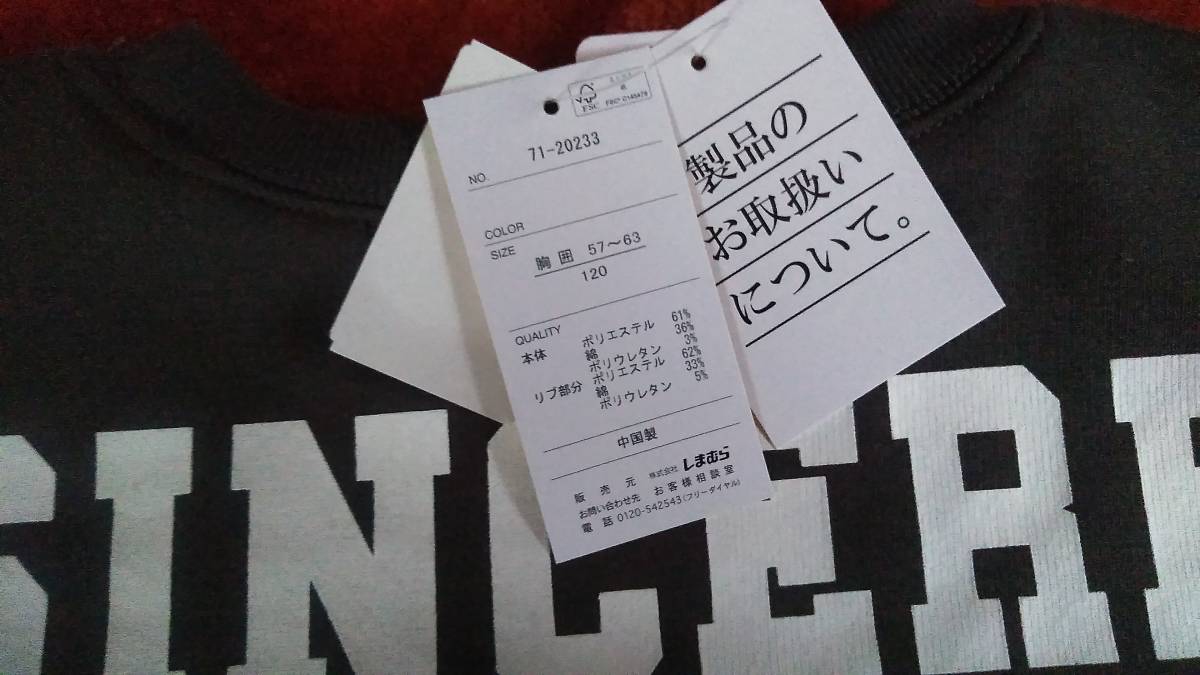 FSC
NO.
71-20233
COLOR
SIZE
胸囲 57～63
120
QUALITY
本体 ポリエステル 61%
綿 36%
ポリウレタン 3%
リブ部分 ポリエステル 62%
綿 33%
ポリウレタン 5%
中国製
販売元 株式会社 しまむら
お問い合わせ先 お客様相談室
電話 0120-542543(フリーダイヤル)
製品の
お取扱い
について。
SINCERE